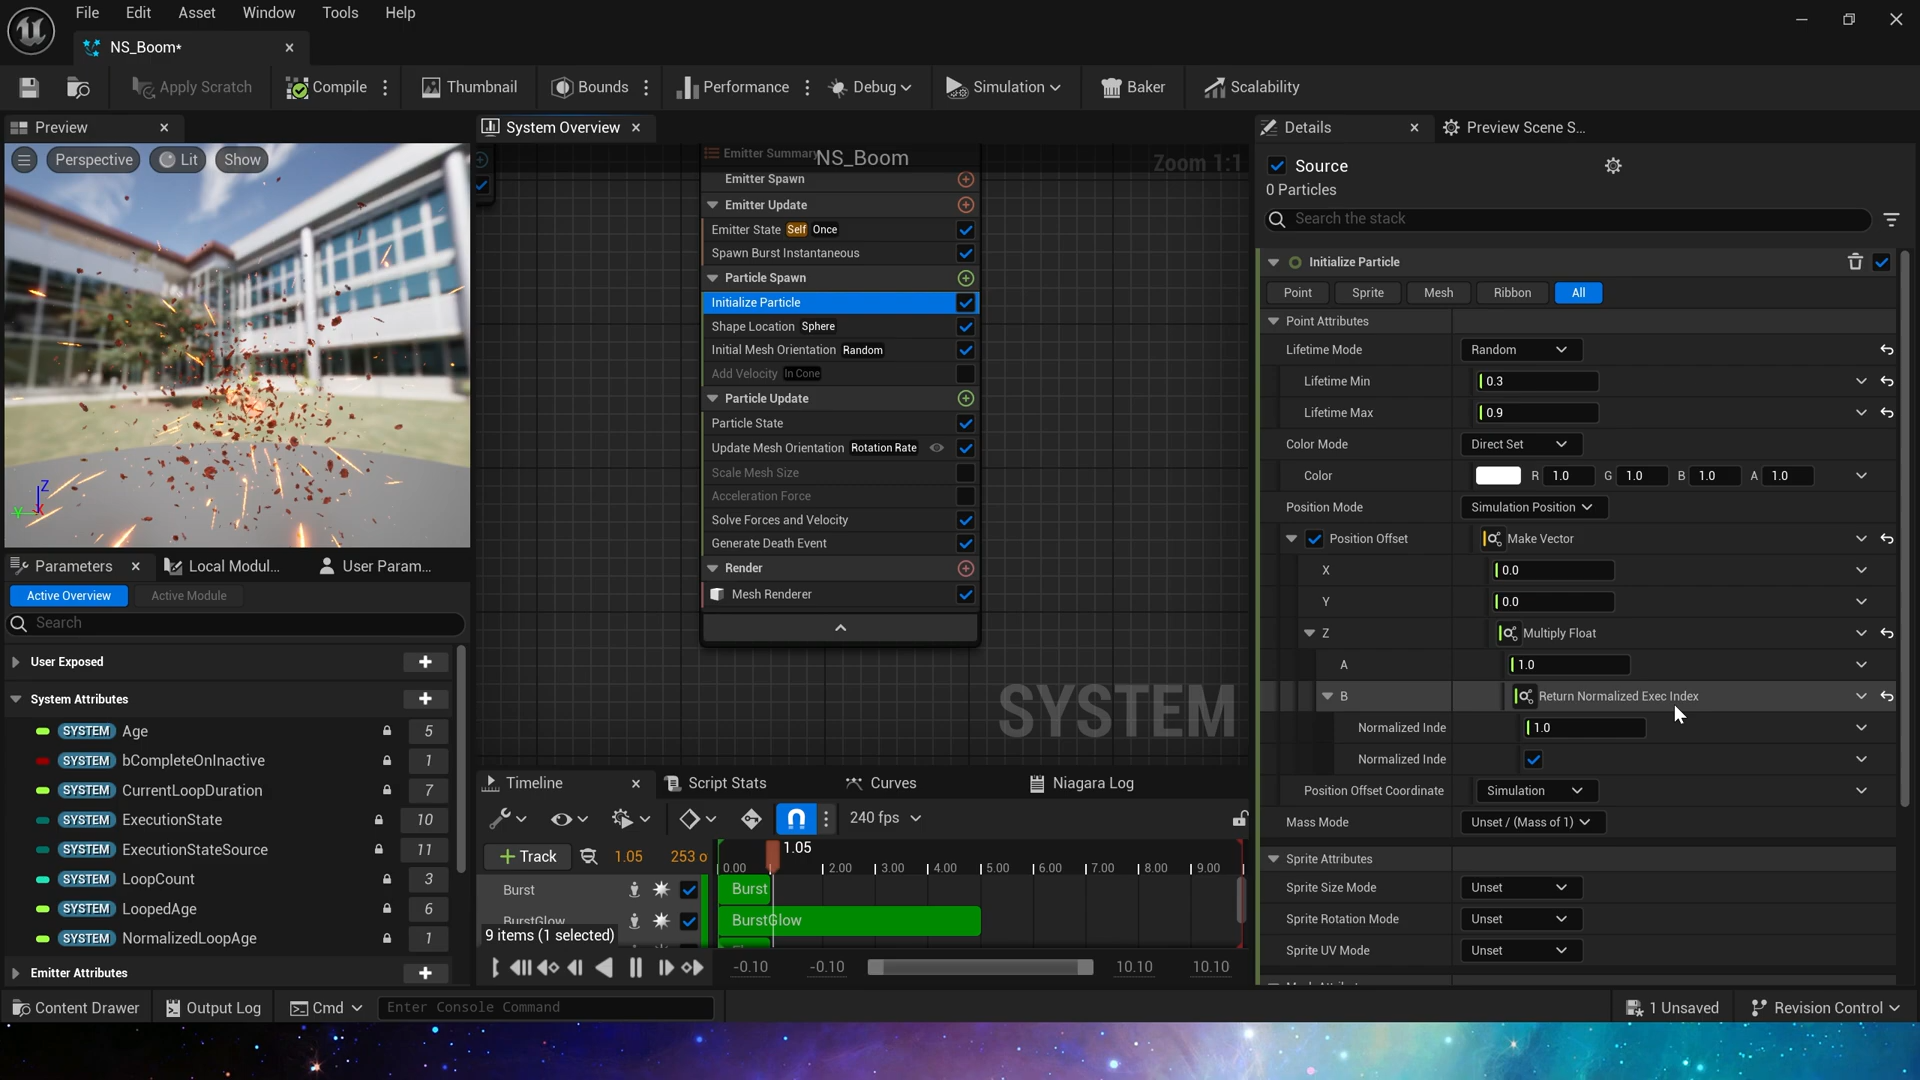 File Edit Asset Window Tools Help
NS_Boom*
Apply Scratch Compile Thumbnail Bounds Performance Debug Simulation Baker Scalability
Preview
Perspective Lit Show
Z
Y
Parameters Local Modul... User Param...
Active Overview Active Module
Search
User Exposed
System Attributes
SYSTEM Age 5
SYSTEM bCompleteOnInactive 1
SYSTEM CurrentLoopDuration 7
SYSTEM ExecutionState 10
SYSTEM ExecutionStateSource 11
SYSTEM LoopCount 3
SYSTEM LoopedAge 6
SYSTEM NormalizedLoopAge 1
Emitter Attributes
System Overview
NS_Boom
Zoom 1:1
Emitter Summary
Emitter Spawn
Emitter Update
Emitter State Self Once
Spawn Burst Instantaneous
Particle Spawn
Initialize Particle
Shape Location Sphere
Initial Mesh Orientation Random
Add Velocity In Cone
Particle Update
Particle State
Update Mesh Orientation Rotation Rate
Scale Mesh Size
Acceleration Force
Solve Forces and Velocity
Generate Death Event
Render
Mesh Renderer
SYSTEM
Timeline Script Stats Curves Niagara Log
240 fps
Track 1.05 253 o
1.05
0.00 2.00 3.00 4.00 5.00 6.00 7.00 8.00 9.00
Burst Burst
BurstGlow BurstGlow
9 items (1 selected)
-0.10 -0.10 10.10 10.10
Details Preview Scene S...
Source
0 Particles
Search the stack
Initialize Particle
Point Sprite Mesh Ribbon All
Point Attributes
Lifetime Mode Random
Lifetime Min 0.3
Lifetime Max 0.9
Color Mode Direct Set
Color R 1.0 G 1.0 B 1.0 A 1.0
Position Mode Simulation Position
Position Offset Make Vector
X 0.0
Y 0.0
Z Multiply Float
A 1.0
B Return Normalized Exec Index
Normalized Inde 1.0
Normalized Inde
Position Offset Coordinate Simulation
Mass Mode Unset / (Mass of 1)
Sprite Attributes
Sprite Size Mode Unset
Sprite Rotation Mode Unset
Sprite UV Mode Unset
Content Drawer Output Log Cmd Enter Console Command 1 Unsaved Revision Control